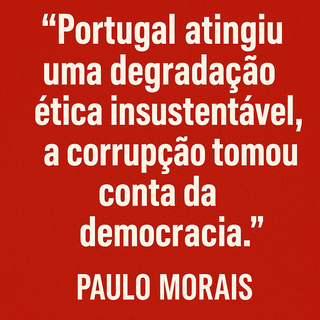 “Portugal atingiu
uma degradação
ética insustentável,
a corrupção tomou
conta da
democracia.”
PAULO MORAIS